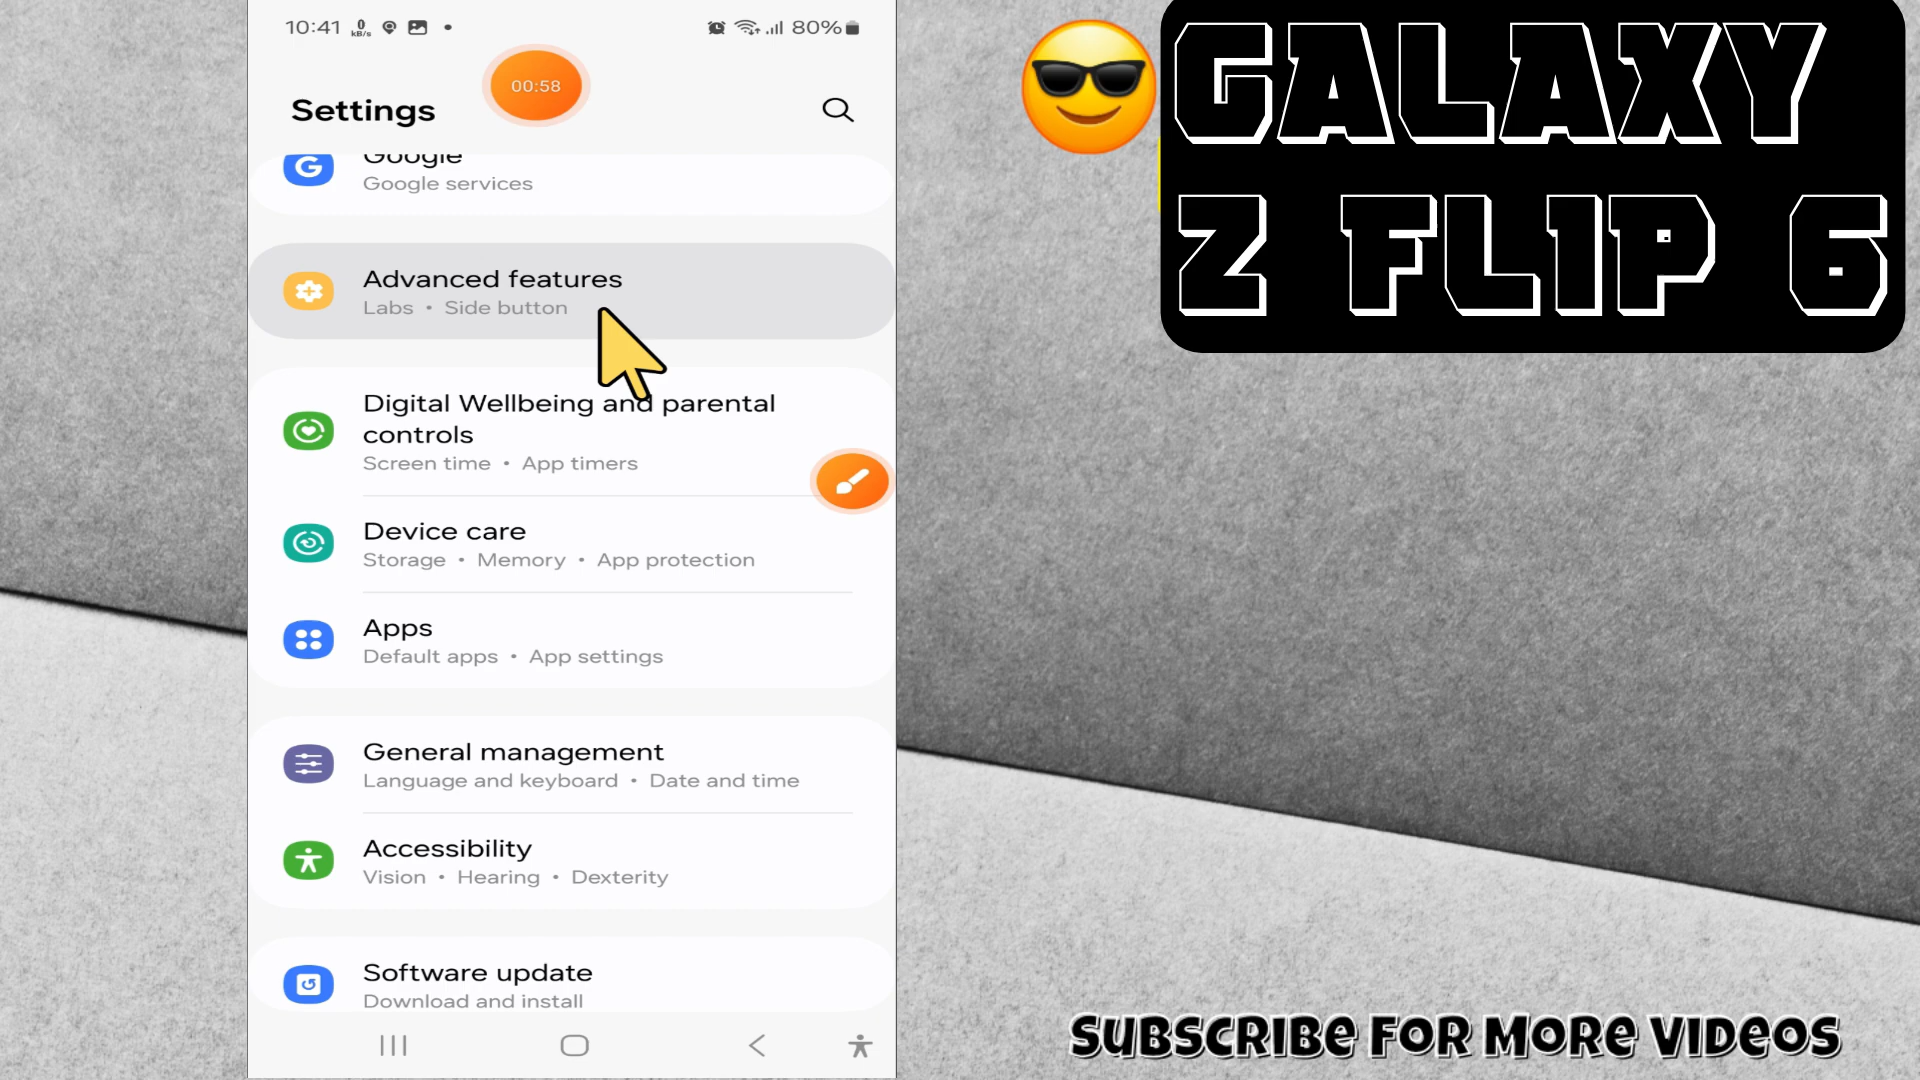 10:41 0 kB/s 80%
00:58
Settings
Google
Google services
Advanced features
Labs • Side button
Digital Wellbeing and parental
controls
Screen time • App timers
Device care
Storage • Memory • App protection
Apps
Default apps • App settings
General management
Language and keyboard • Date and time
Accessibility
Vision • Hearing • Dexterity
Software update
Download and install
GALAXY
Z FLIP 6
SUBSCRIBE FOR MORE VIDEOS